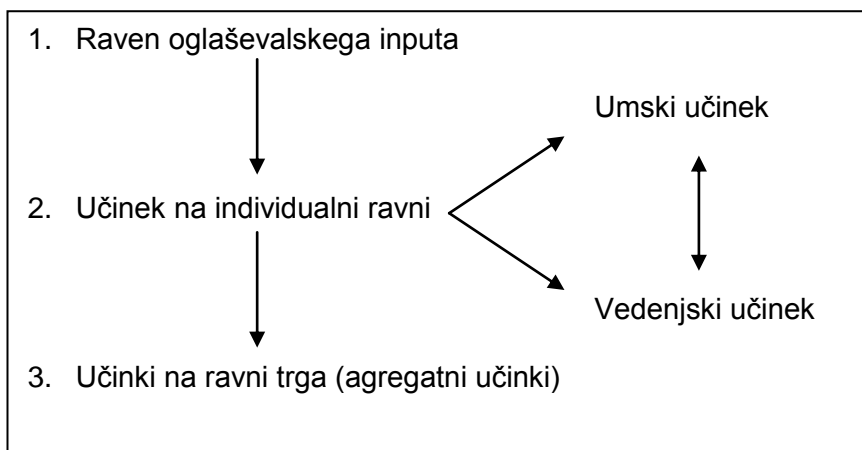 1. Raven oglaševalskega inputa
Umski učinek
2. Učinek na individualni ravni
Vedenjski učinek
3. Učinki na ravni trga (agregatni učinki)